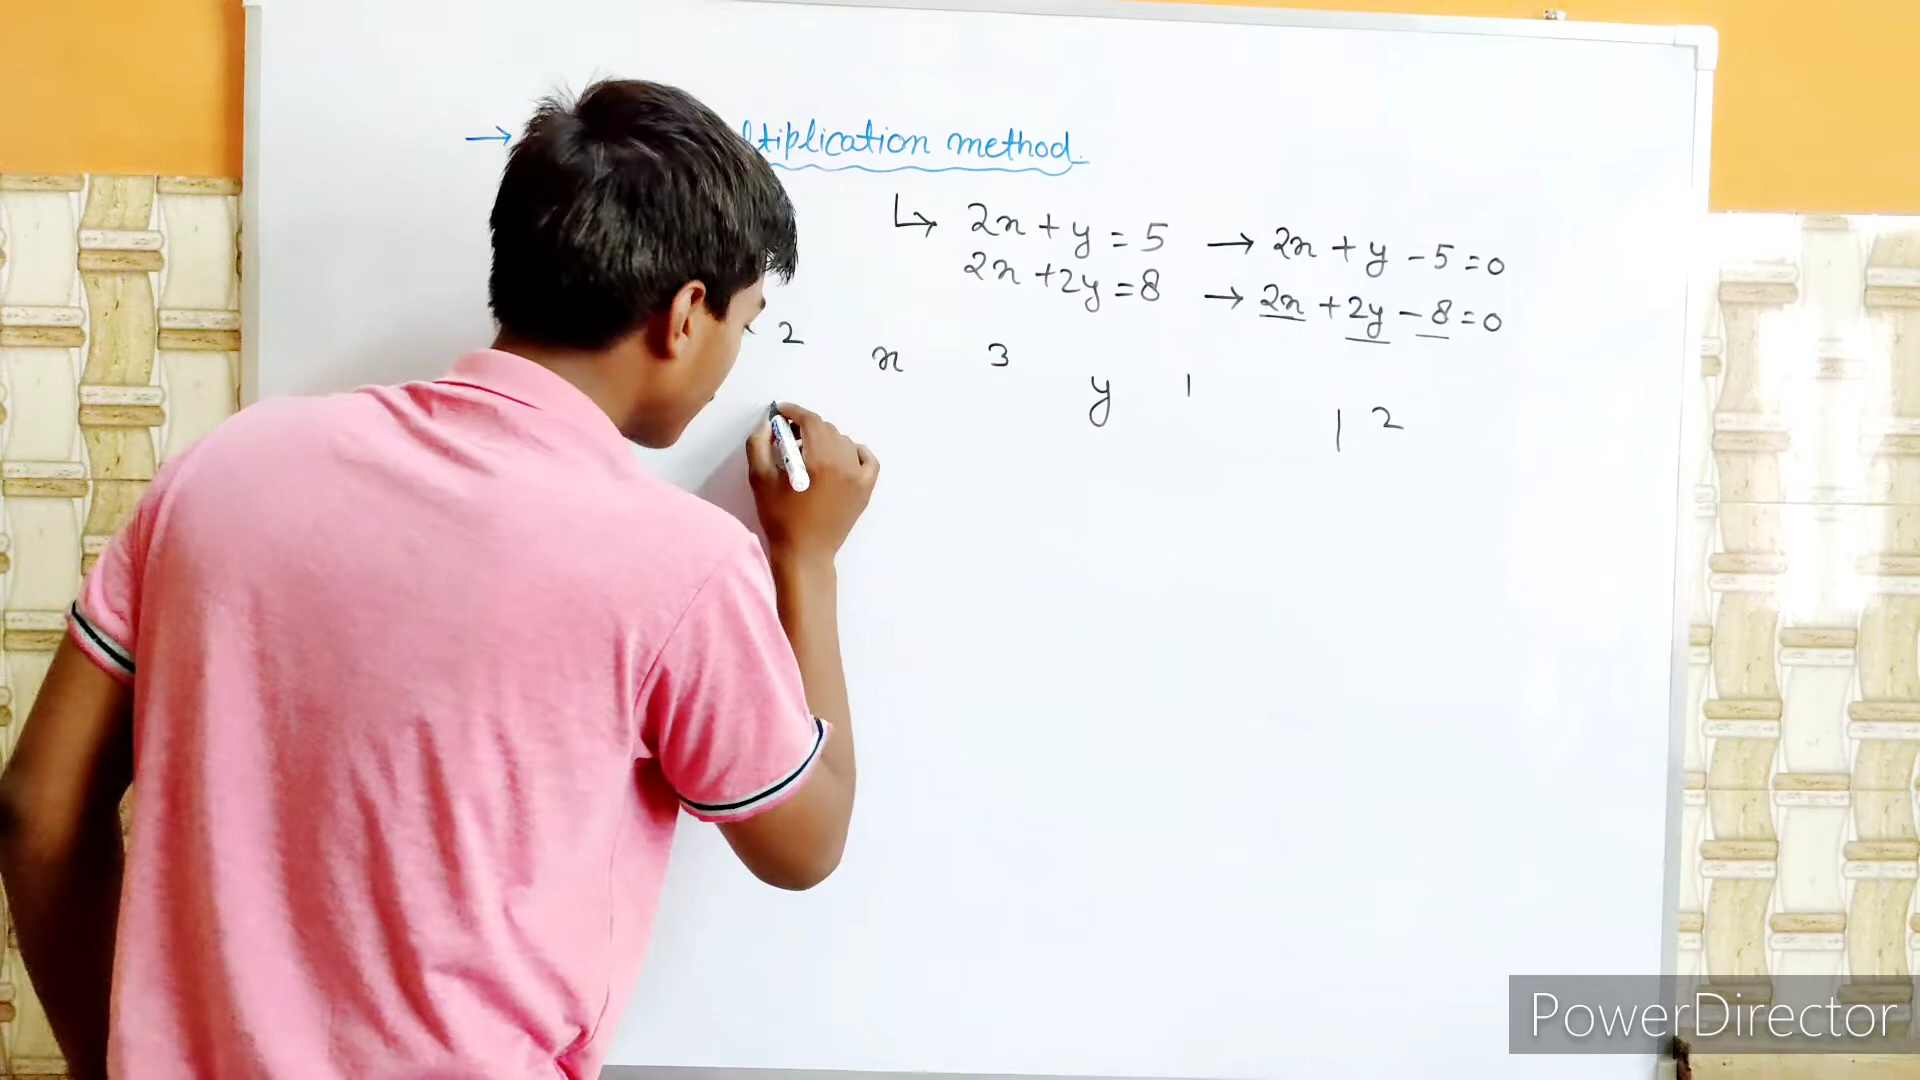 → ltiplication method.
↳ 2x + y = 5 → 2x + y - 5 = 0
2x + 2y = 8 → 2x + 2y - 8 = 0
2 x 3 y 1 1 2
PowerDirector